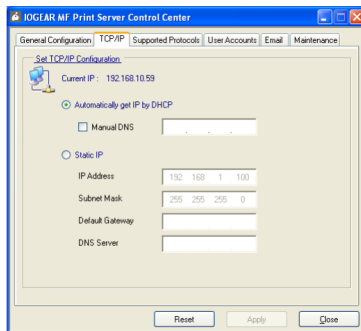 IOGEAR MF Print Server Control Center
General Configuration TCP/IP Supported Protocols User Accounts Email Maintenance
Set TCP/IP Configuration
Current IP : 192.168.10.59
Automatically get IP by DHCP
Manual DNS . . .
Static IP
IP Address 192 168 1 100
Subnet Mask 255 255 255 0
Default Gateway
DNS Server
Reset Apply Close